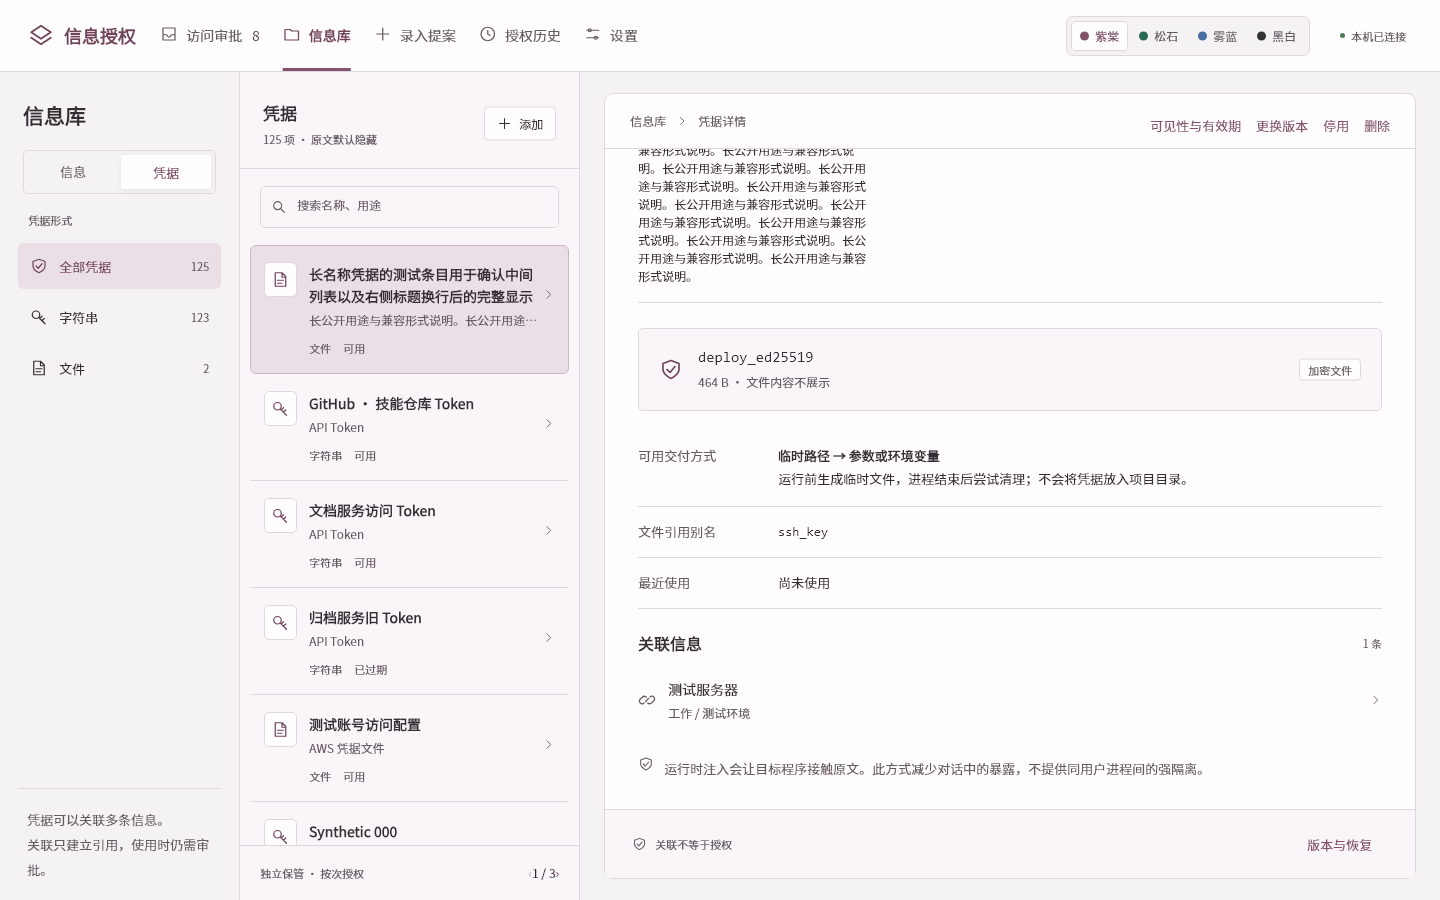 信息授权
访问审批 8
信息库
录入提案
授权历史
设置
紫棠
松石
雾蓝
黑白
本机已连接
信息库
信息
凭据
凭据形式
全部凭据 125
字符串 123
文件 2
凭据可以关联多条信息。
关联只建立引用，使用时仍需审
批。
凭据
125 项 · 原文默认隐藏
添加
搜索名称、用途
长名称凭据的测试条目用于确认中间
列表以及右侧标题换行后的完整显示
长公开用途与兼容形式说明。长公开用途…
文件 可用
GitHub · 技能仓库 Token
API Token
字符串 可用
文档服务访问 Token
API Token
字符串 可用
归档服务旧 Token
API Token
字符串 已过期
测试账号访问配置
AWS 凭据文件
文件 可用
Synthetic 000
独立保管 · 按次授权
‹1 / 3›
信息库 > 凭据详情
可见性与有效期
更换版本
停用
删除
兼容形式说明。长公开用途与兼容形式说
明。长公开用途与兼容形式说明。长公开用
途与兼容形式说明。长公开用途与兼容形式
说明。长公开用途与兼容形式说明。长公开
用途与兼容形式说明。长公开用途与兼容形
式说明。长公开用途与兼容形式说明。长公
开用途与兼容形式说明。长公开用途与兼容
形式说明。
deploy_ed25519
464 B · 文件内容不展示
加密文件
可用交付方式
临时路径 → 参数或环境变量
运行前生成临时文件，进程结束后尝试清理；不会将凭据放入项目目录。
文件引用别名
ssh_key
最近使用
尚未使用
关联信息
1 条
测试服务器
工作 / 测试环境
运行时注入会让目标程序接触原文。此方式减少对话中的暴露，不提供同用户进程间的强隔离。
关联不等于授权
版本与恢复